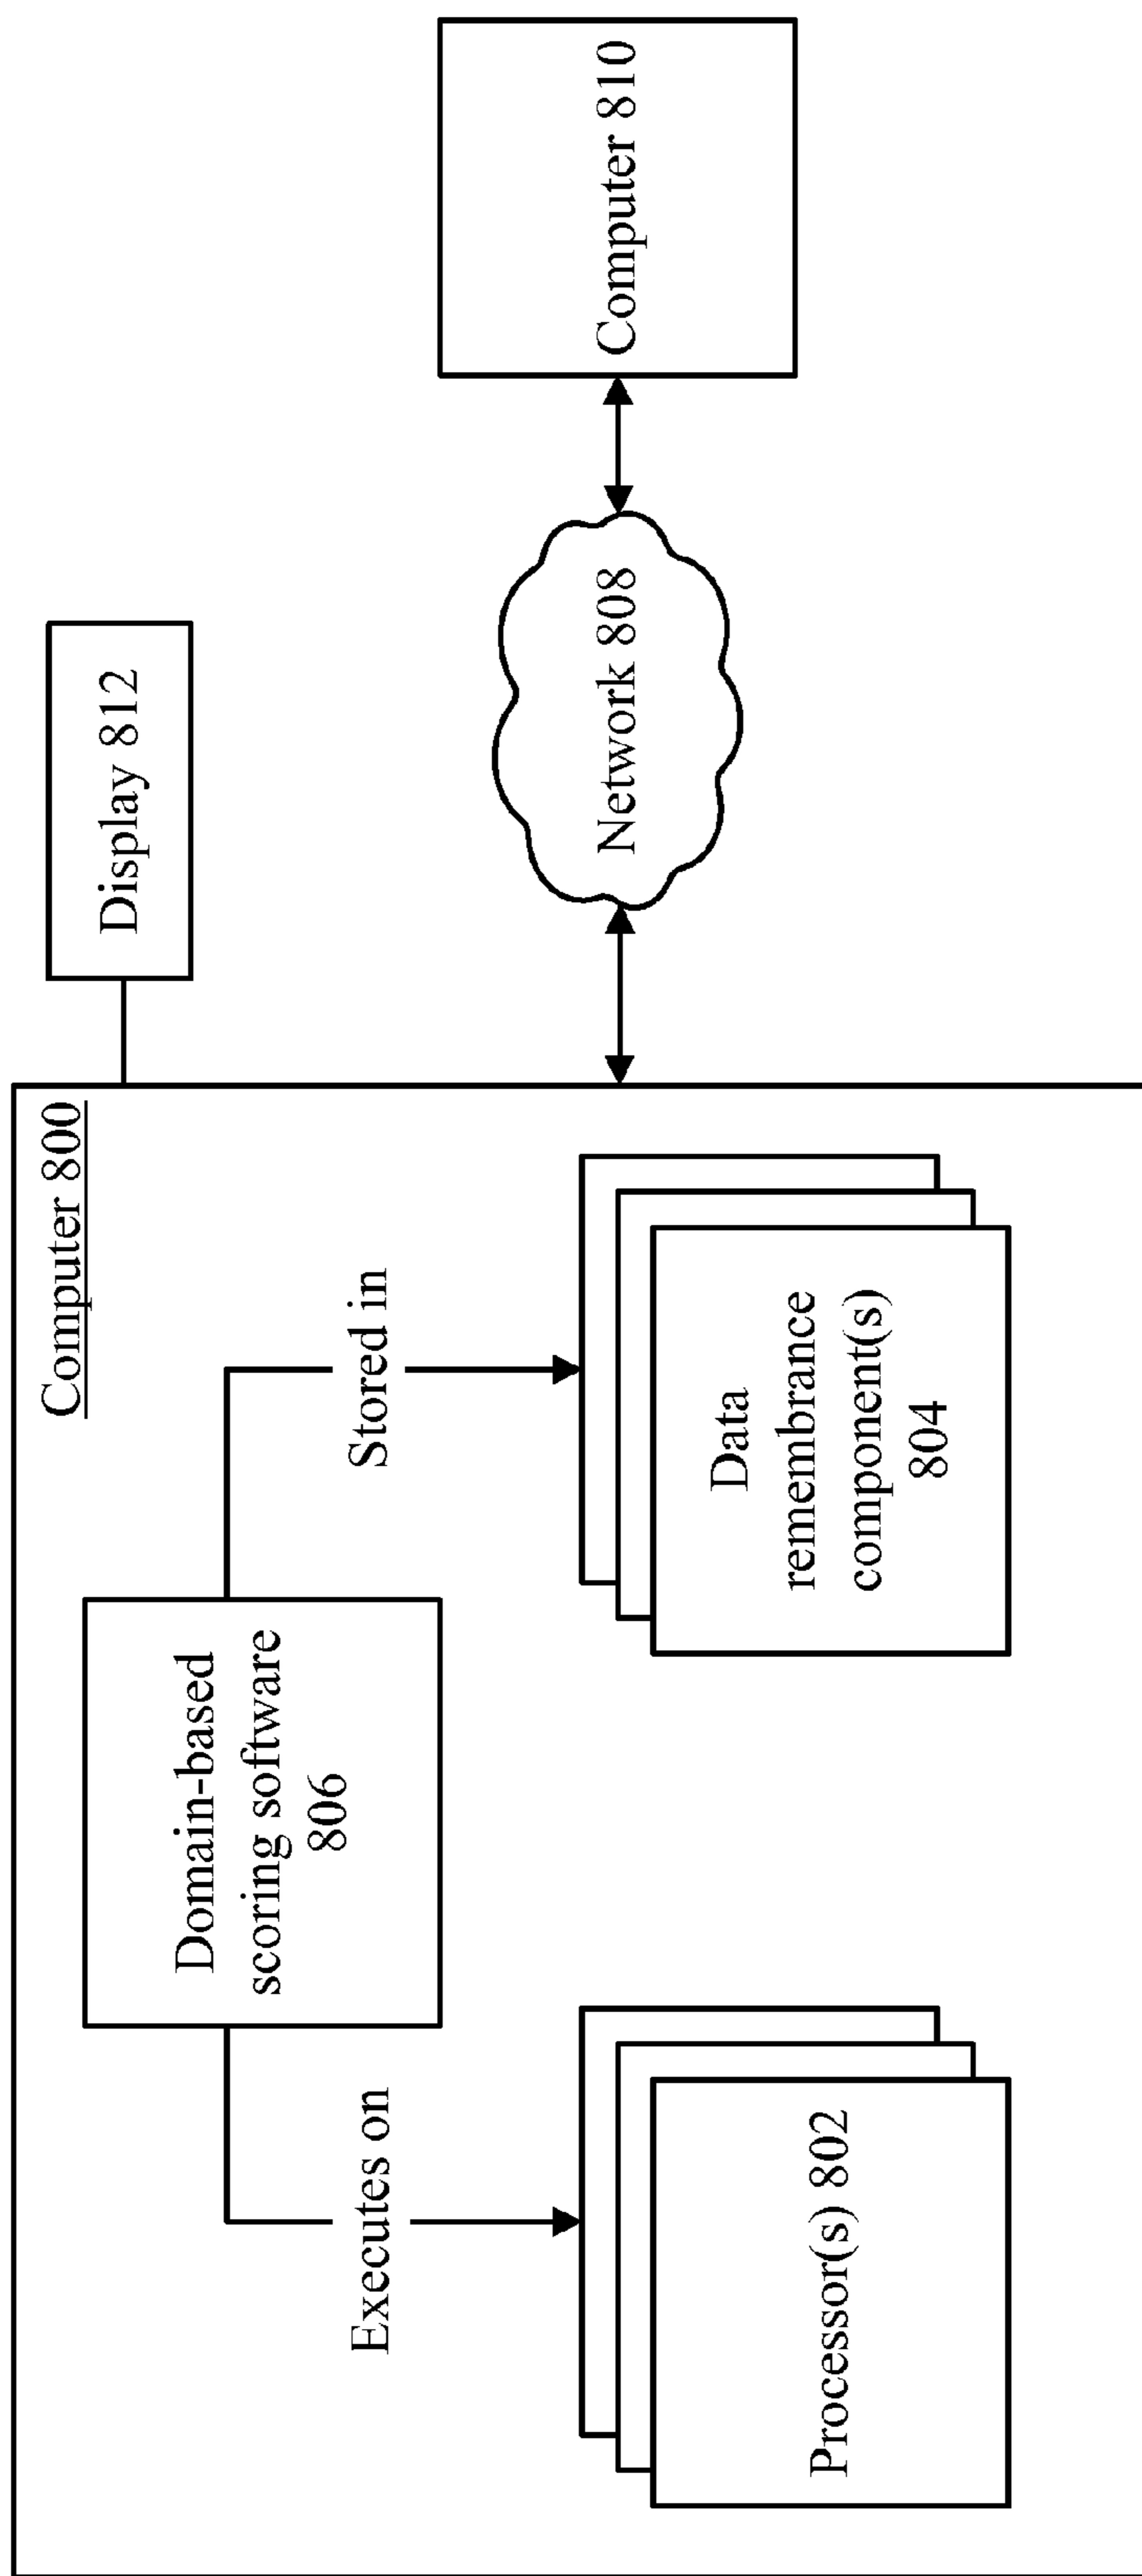 Computer 800
Domain-based
scoring software
806
Executes on
Stored in
Processor(s) 802
Data
remembrance
component(s)
804
Display 812
Network 808
Computer 810